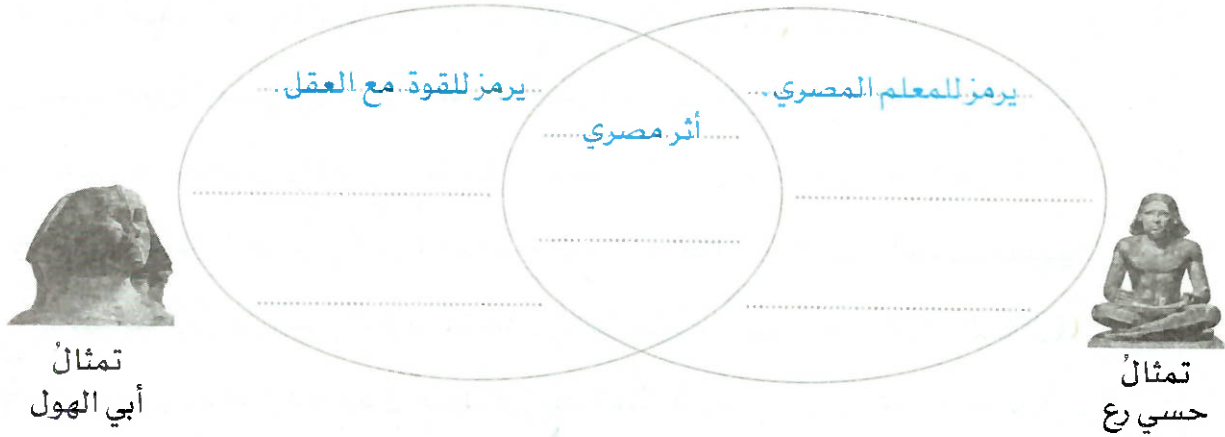 يرمز للمعلم المصري.
يرمز للقوة مع العقل.
أثر مصري
تمثالُ
حسي رع
تمثالُ
أبي الهول